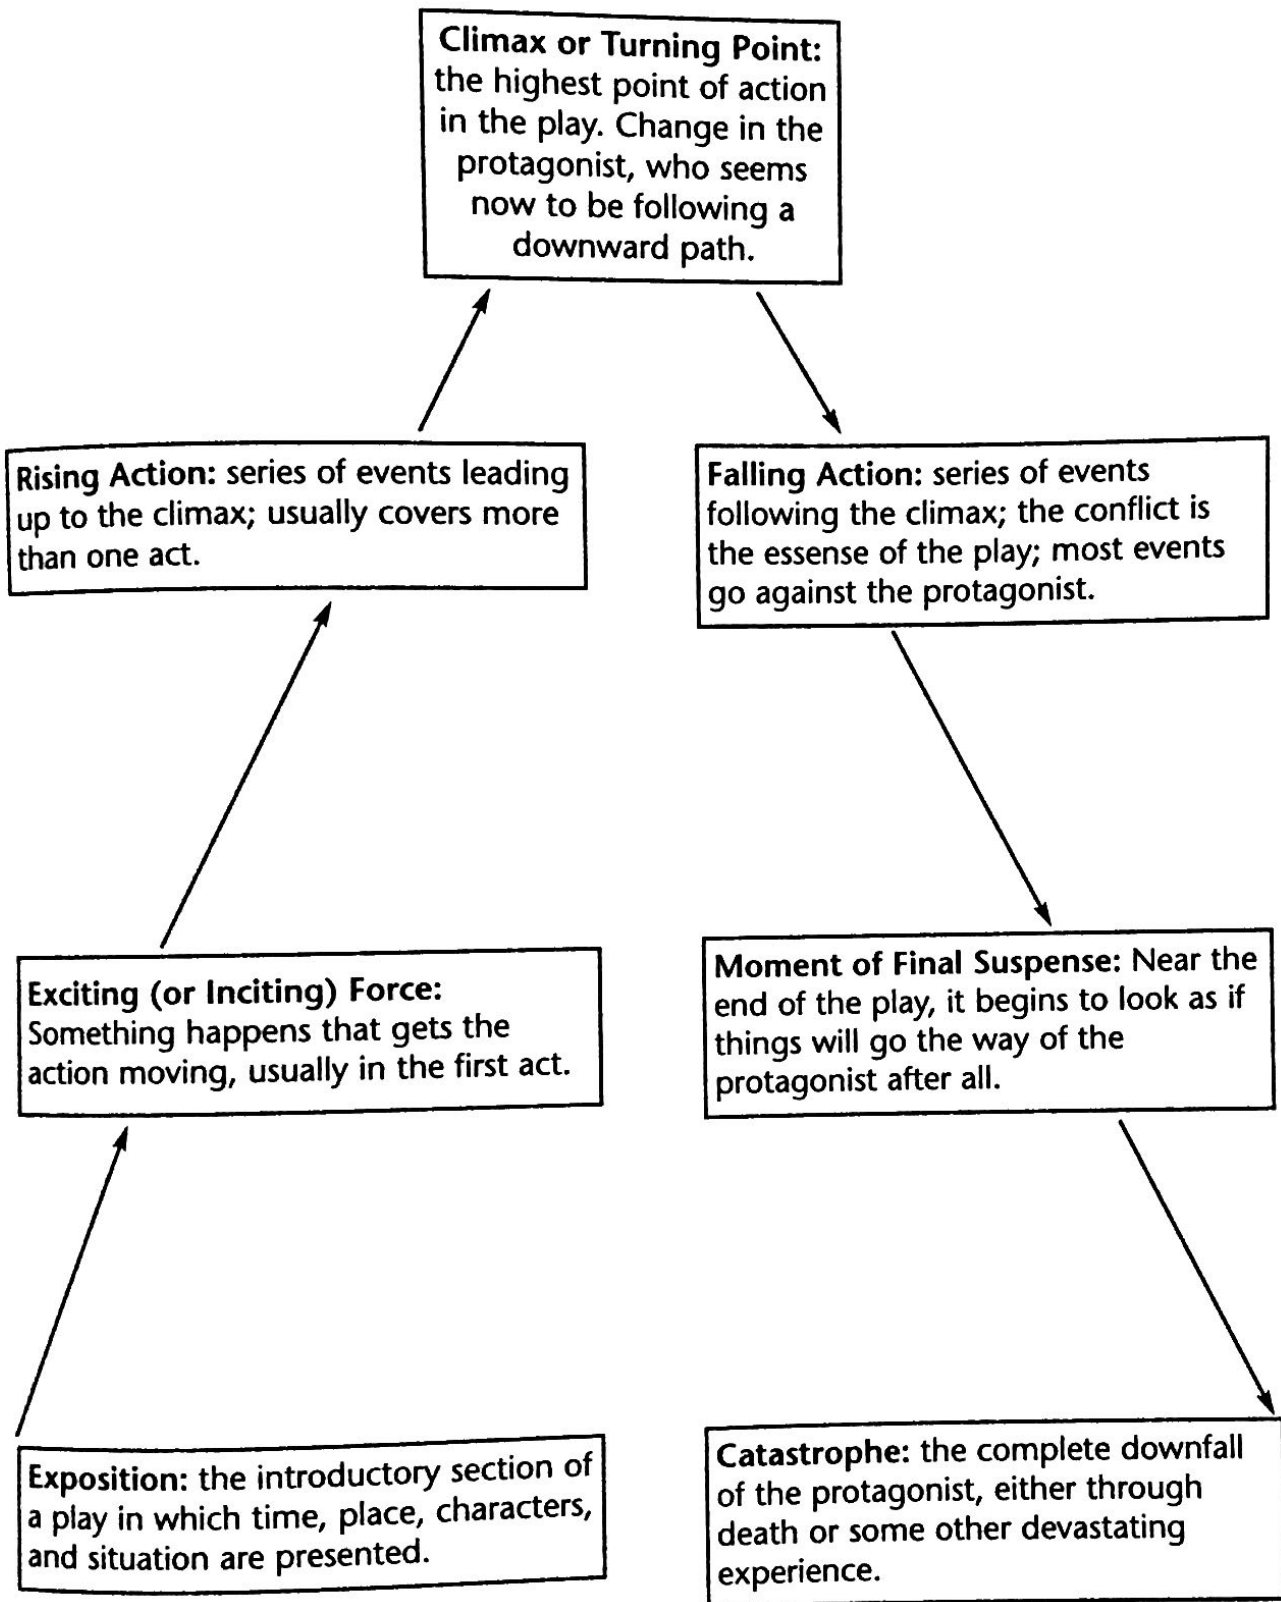 Climax or Turning Point:
the highest point of action
in the play. Change in the
protagonist, who seems
now to be following a
downward path.
Rising Action: series of events leading
up to the climax; usually covers more
than one act.
Falling Action: series of events
following the climax; the conflict is
the essense of the play; most events
go against the protagonist.
Exciting (or Inciting) Force:
Something happens that gets the
action moving, usually in the first act.
Moment of Final Suspense: Near the
end of the play, it begins to look as if
things will go the way of the
protagonist after all.
Exposition: the introductory section of
a play in which time, place, characters,
and situation are presented.
Catastrophe: the complete downfall
of the protagonist, either through
death or some other devastating
experience.